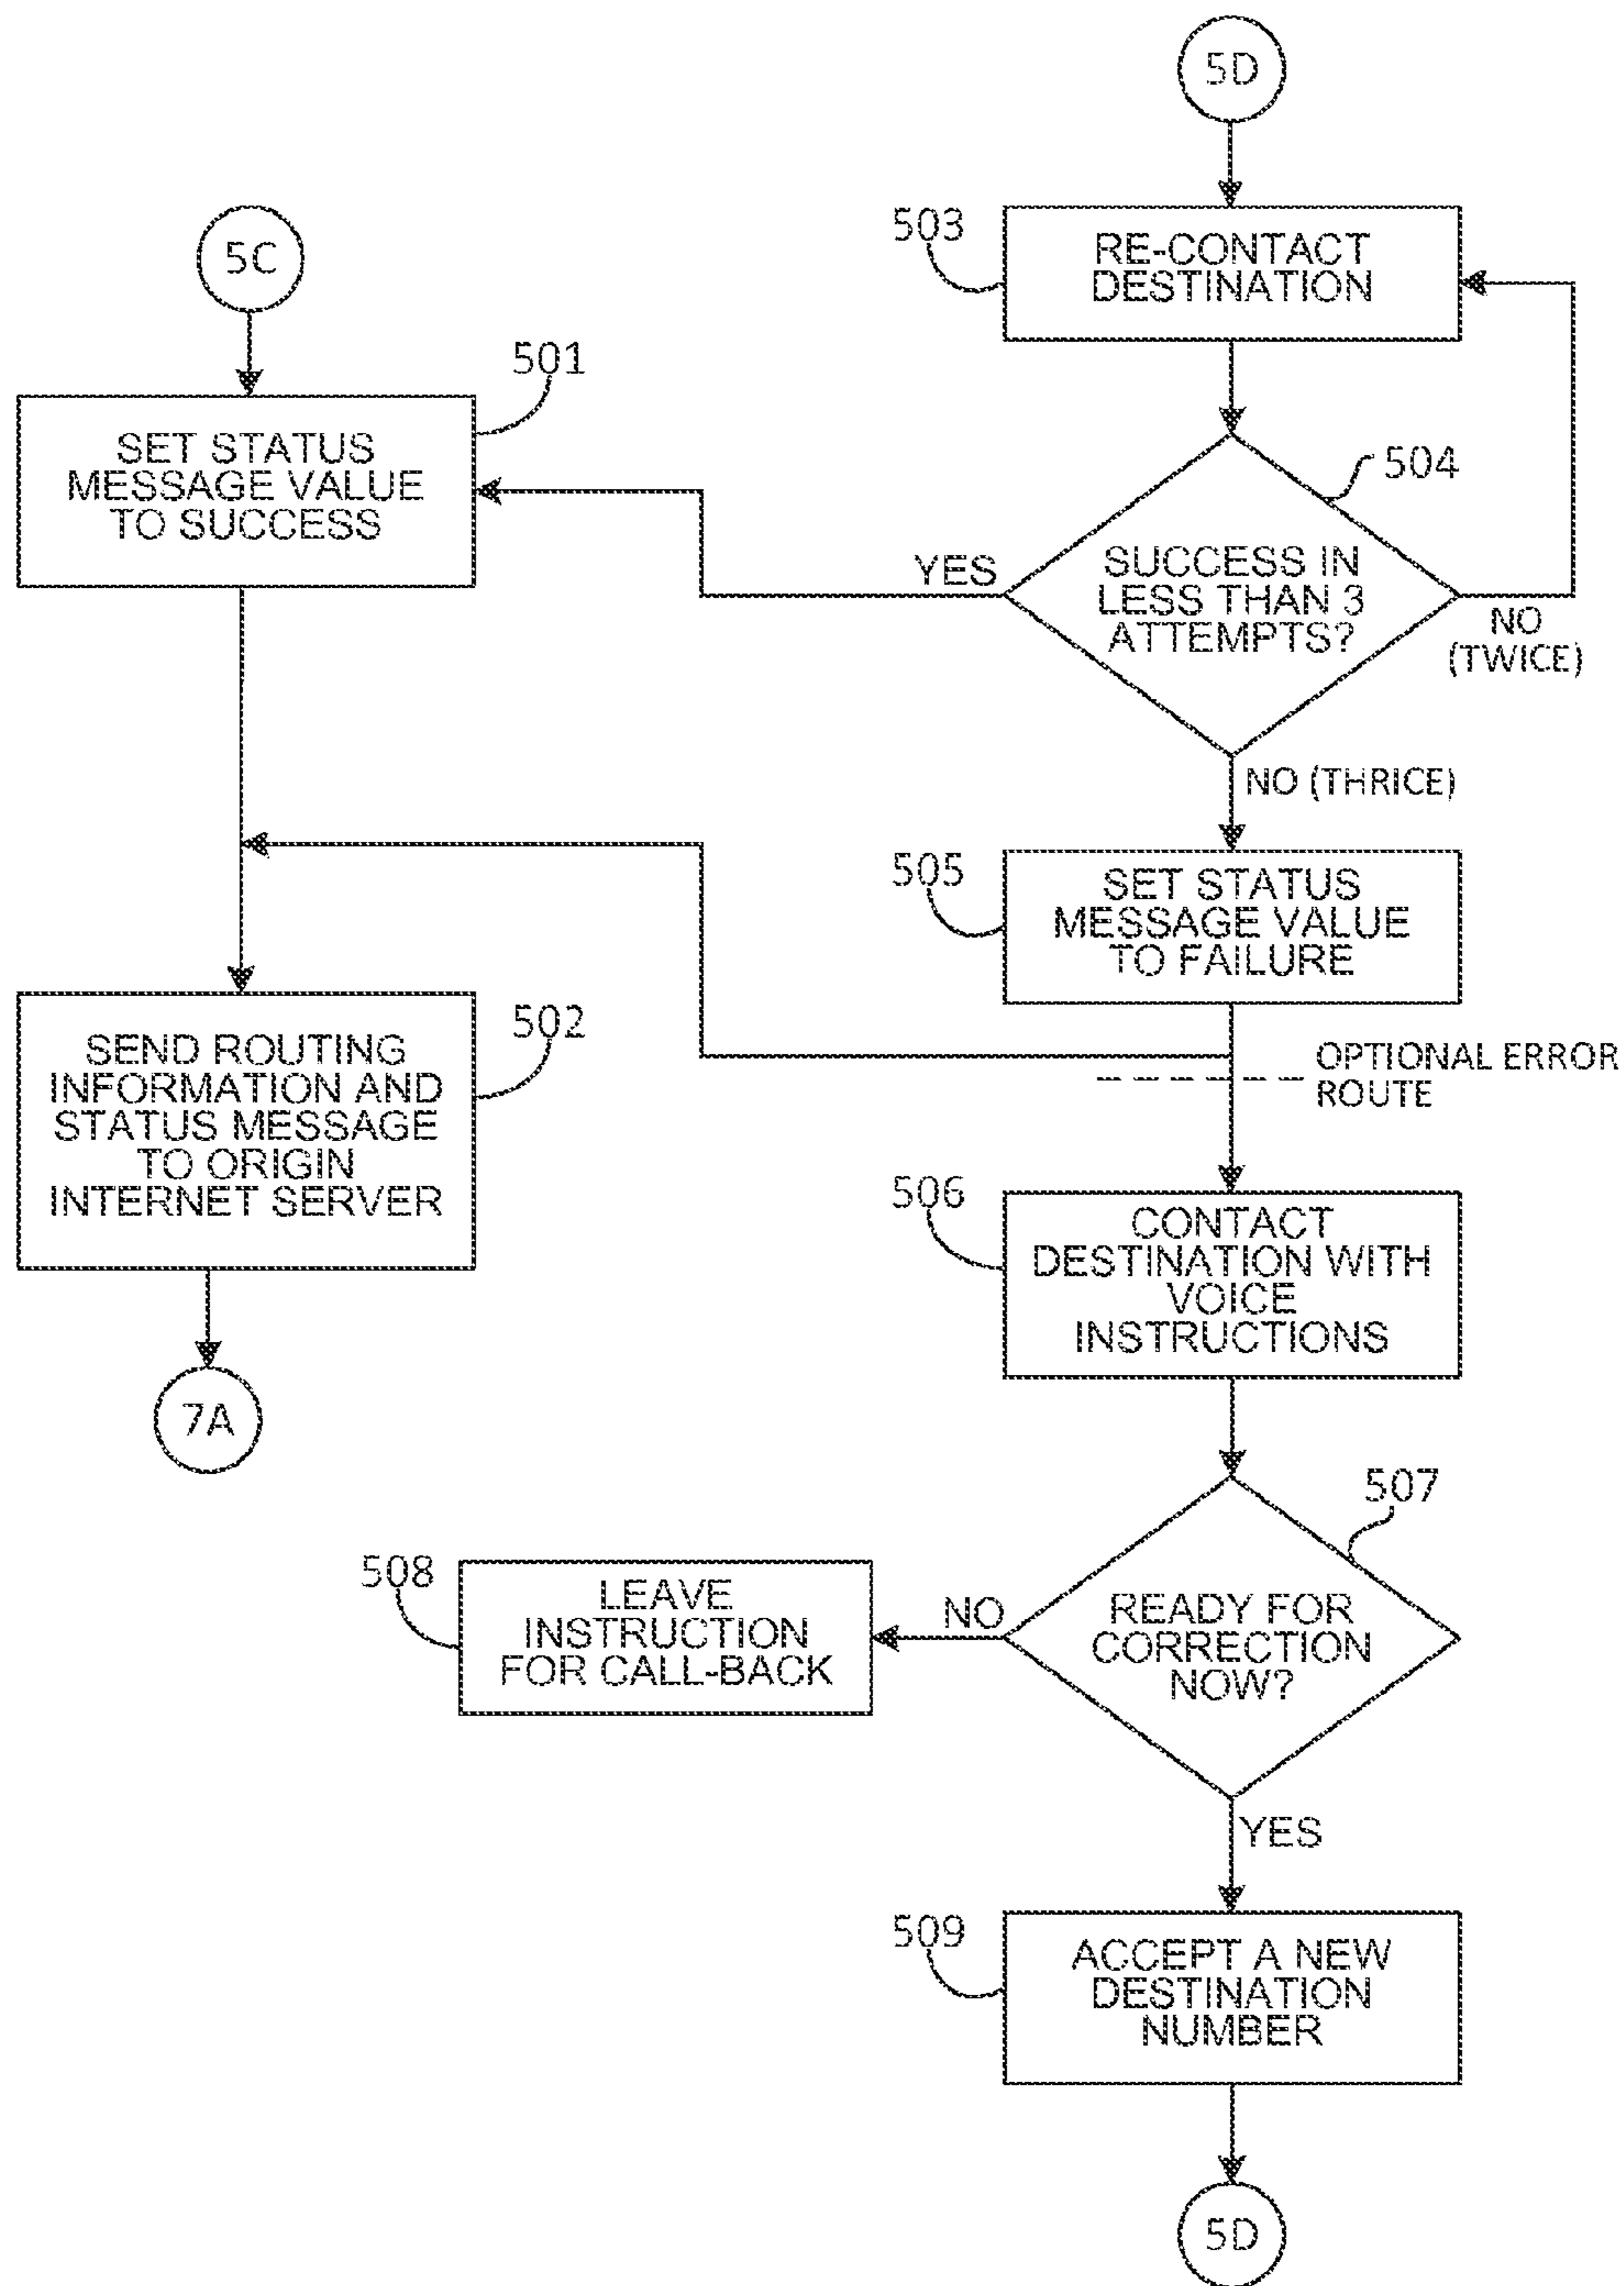 5D
503
RE-CONTACT
DESTINATION
5C
501
SET STATUS
MESSAGE VALUE
TO SUCCESS
504
SUCCESS IN
LESS THAN 3
ATTEMPTS?
YES
NO
(TWICE)
NO (THRICE)
505
SET STATUS
MESSAGE VALUE
TO FAILURE
502
SEND ROUTING
INFORMATION AND
STATUS MESSAGE
TO ORIGIN
INTERNET SERVER
OPTIONAL ERROR
ROUTE
506
CONTACT
DESTINATION WITH
VOICE
INSTRUCTIONS
7A
507
READY FOR
CORRECTION
NOW?
NO
508
LEAVE
INSTRUCTION
FOR CALL-BACK
YES
509
ACCEPT A NEW
DESTINATION
NUMBER
5D